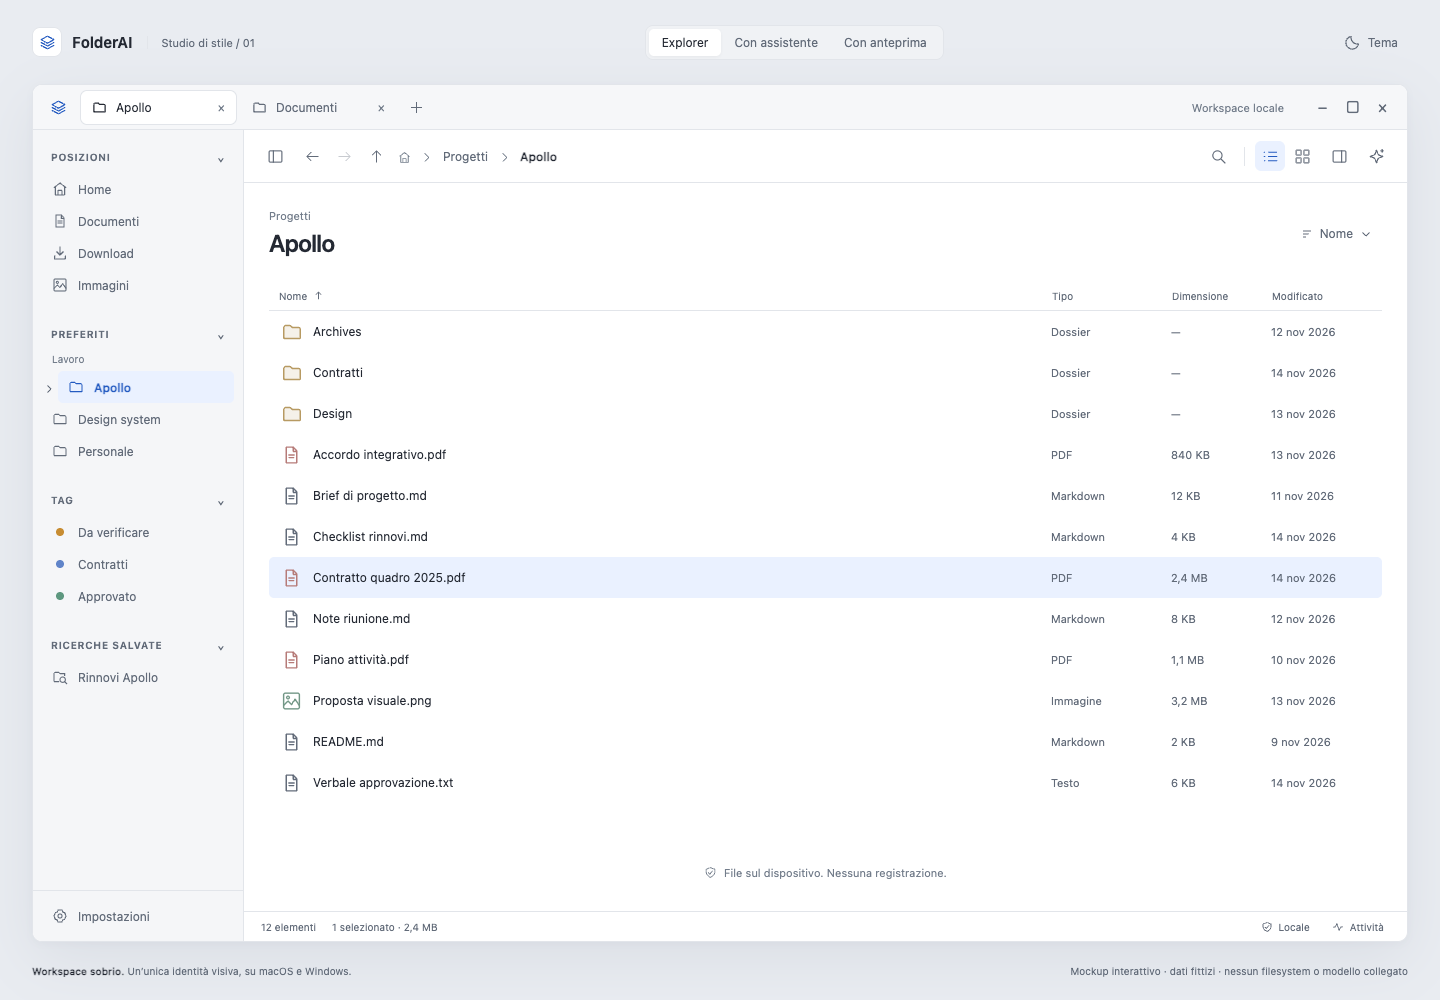 FolderAI
Studio di stile / 01
Explorer
Con assistente
Con anteprima
Tema
Apollo
Documenti
Workspace locale
POSIZIONI
Home
Documenti
Download
Immagini
PREFERITI
Lavoro
Apollo
Design system
Personale
TAG
Da verificare
Contratti
Approvato
RICERCHE SALVATE
Rinnovi Apollo
Impostazioni
Progetti
Apollo
Progetti
Apollo
Nome
Nome ↑ Tipo Dimensione Modificato
Archives Dossier — 12 nov 2026
Contratti Dossier — 14 nov 2026
Design Dossier — 13 nov 2026
Accordo integrativo.pdf PDF 840 KB 13 nov 2026
Brief di progetto.md Markdown 12 KB 11 nov 2026
Checklist rinnovi.md Markdown 4 KB 14 nov 2026
Contratto quadro 2025.pdf PDF 2,4 MB 14 nov 2026
Note riunione.md Markdown 8 KB 12 nov 2026
Piano attività.pdf PDF 1,1 MB 10 nov 2026
Proposta visuale.png Immagine 3,2 MB 13 nov 2026
README.md Markdown 2 KB 9 nov 2026
Verbale approvazione.txt Testo 6 KB 14 nov 2026
File sul dispositivo. Nessuna registrazione.
12 elementi
1 selezionato · 2,4 MB
Locale
Attività
Workspace sobrio. Un'unica identità visiva, su macOS e Windows.
Mockup interattivo · dati fittizi · nessun filesystem o modello collegato